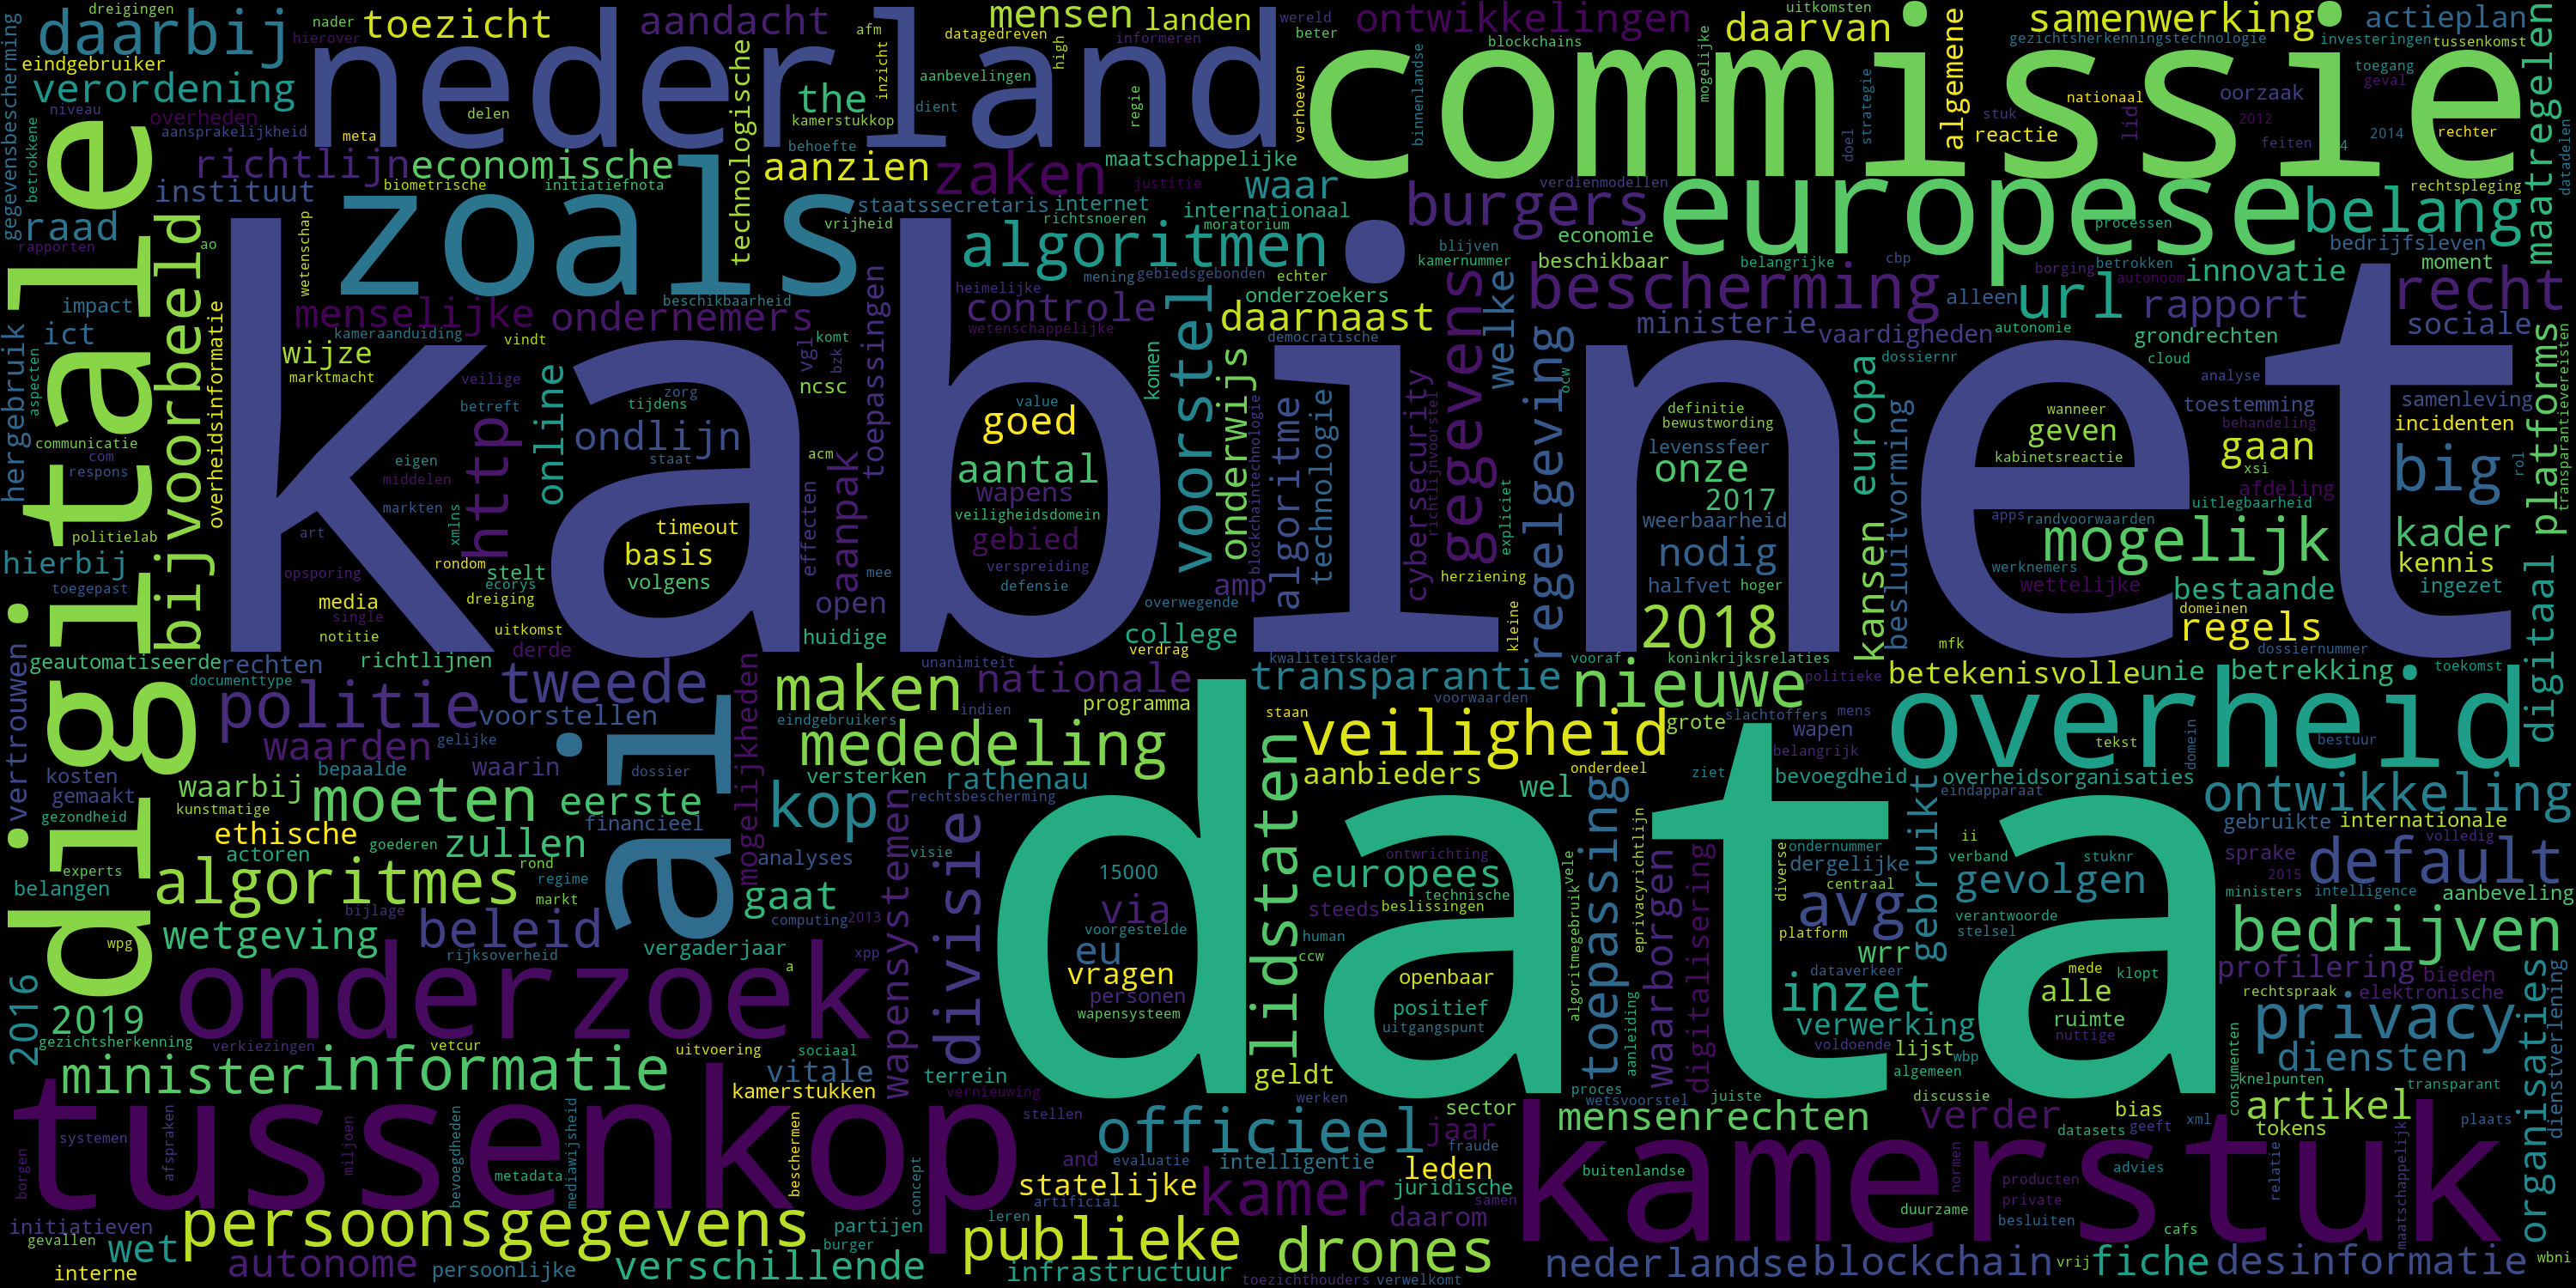 kabinet
data
commissie
nederland
digitale
tussenkop
kamerstuk
zoals
europese
overheid
onderzoek
ai
daarbij
toezicht
aandacht
mensen
landen
ontwikkelingen
daarvan
samenwerking
actieplan
verordening
eindgebruiker
dreigingen
nader
hierover
afm
datagedreven
high
wereld
beter
informeren
blockchains
mogelijke
uitkomsten
gezichtsherkenningstechnologie
investeringen
tussenkomst
toegang
geval
maatregelen
algemene
reactie
nationaal
lid
oorzaak
2012
2014
rechter
feiten
stuk
strategie
doel
binnenlandse
verhoeven
regie
inzicht
aanbevelingen
dient
the
kamerstukkop
technologische
behoefte
delen
meta
niveau
overheden
aansprakelijkheid
betrokkene
gegevensbescherming
richtlijn
economische
aanzien
zaken
maatschappelijke
waar
burgers
belang
rechtspleging
datadelen
instituut
biometrische
initiatiefnota
justitie
staatssecretaris
internet
internationaal
verdienmodellen
richtsnoeren
vrijheid
moratorium
processen
bedrijfsleven
raad
rapporten
ao
bijvoorbeeld
wetenschap
algoritmen
economie
beschikbaar
blijven
kamernummer
belangrijke
cbp
betrokken
borging
autonoom
innovatie
moment
mening
gebiedsgebonden
echter
heimelijke
controle
voorstel
onderzoekers
daarnaast
gegevens
bescherming
alleen
url
rapport
recht
impact
ict
hergebruik
menselijke
ondernemers
beschikbaarheid
toepassingen
kameraanduiding
wetenschappelijke
democratische
welke
regelgeving
ministerie
vaardigheden
autonomie
grondrechten
sociale
wijze
marktmacht
vindt
komt
vgl
bzk
ncsc
komen
onderwijs
cybersecurity
ocw
richtlijnvoorstel
europa
dossiernr
cloud
analyse
platforms
transparantievereisten
aspecten
overheidsinformatie
veilige
betreft
online
zorg
tijdens
ondlijn
staat
value
goed
aantal
wapens
veiligheidsdomein
gebied
verspreiding
defensie
algoritme
technologie
blockchaintechnologie
definitie
bewustwording
levenssfeer
onze
2017
weerbaarheid
nodig
halfvet
hoger
2018
besluitvorming
wanneer
geven
kabinetsreactie
toestemming
samenleving
incidenten
behandeling
gaan
xsi
afdeling
big
rol
communicatie
com
respons
http
eigen
middelen
markten
xmlns
acm
aanpak
effecten
timeout
basis
volgens
expliciet
herziening
apps
randvoorwaarden
uitlegbaarheid
mogelijk
werknemers
wettelijke
kader
kennis
bestaande
ingezet
politielab
hierbij
toegepast
art
opsporing
rondom
stelt
ecorys
media
single
notitie
dreiging
uitkomst
derde
mee
open
huidige
amp
overwegende
college
verdrag
kleine
kansen
mfk
domeinen
regels
dossiernummer
digitaal
geautomatiseerde
rechten
richtlijnen
documenttype
mogelijkheden
unanimiteit
kwaliteitskader
vooraf
koninkrijksrelaties
betekenisvolle
unie
betrekking
toekomst
vertrouwen
politie
tweede
voorstellen
maken
nationale
transparantie
nieuwe
politieke
voorwaarden
eindgebruikers
indien
programma
staan
veiligheid
grote
slachtoffers
mens
wapen
tekst
domein
bestuur
waarden
gelijke
waarin
mededeling
belangrijk
kosten
gemaakt
waarbij
bepaalde
dossier
versterken
rathenau
aanbieders
onderdeel
wel
ziet
bevoegdheid
overheidsorganisaties
ontwikkeling
kunstmatige
moeten
eerste
kop
rechtsbescherming
gezondheid
ethische
actoren
goederen
zullen
financieel
wapensystemen
divisie
lidstaten
toepassing
waarborgen
digitalisering
eindapparaat
gebruikt
gebruikte
internationale
experts
belangen
rond
regime
analyses
visie
ontwrichting
europees
ondernummer
dergelijke
ii
verband
stuknr
sprake
volledig
default
algoritmes
markt
bijlage
gaat
15000
technische
vele
eprivacyrichtlijn
diverse
centraal
gevolgen
2015
ministers
intelligence
aanbeveling
wpg
wetgeving
beleid
vergaderjaar
computing
2013
via
steeds
beslissingen
avg
verantwoorde
platform
stelsel
bedrijven
rijksoverheid
a
xpp
voorgestelde
eu
human
ccw
algoritmegebruik
wrr
mede
klopt
profilering
bieden
2016
2019
vragen
personen
wapensysteem
openbaar
positief
uitgangspunt
dataverkeer
inzet
alle
rechtspraak
elektronische
gezichtsherkenning
verkiezingen
vetcur
uitvoering
sociaal
aanleiding
verwerking
voldoende
ruimte
nuttige
privacy
minister
informatie
vitale
kamerstukken
terrein
vernieuwing
geldt
lijst
wbp
algemeen
consumenten
diensten
dienstverlening
organisaties
stellen
werken
proces
wetsvoorstel
juiste
discussie
knelpunten
transparant
systemen
borgen
afspraken
miljoen
bevoegdheden
metadata
mediawijsheid
beschermen
concept
officieel
sector
jaar
mensenrechten
verder
bias
geeft
datasets
xml
artikel
tokens
plaats
and
evaluatie
intelligentie
fraude
leden
buitenlandse
normen
producten
private
advies
relatie
maatschappelijk
statelijke
artificial
kamer
juridische
samen
initiatieven
persoonsgegevens
partijen
leren
daarom
duurzame
besluiten
cafs
gevallen
wet
interne
autonome
persoonlijke
verschillende
burger
publieke
infrastructuur
drones
toezichthouders
verwelkomt
nederlandse
blockchain
vrij
fiche
desinformatie
wbni